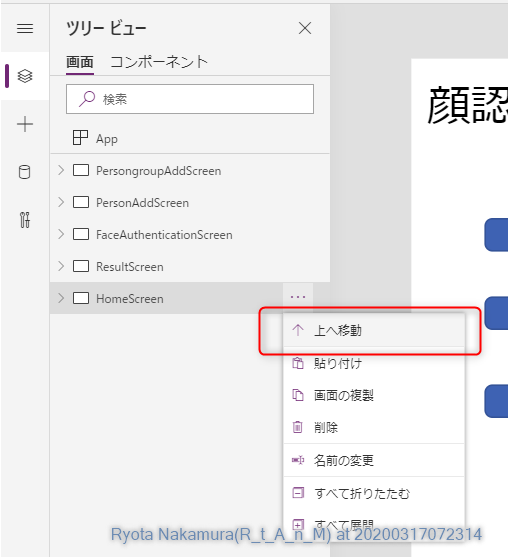 ツリー ビュー
画面 コンポーネント
検索
App
顔認
PersongroupAddScreen
PersonAddScreen
FaceAuthenticationScreen
ResultScreen
HomeScreen
上へ移動
貼り付け
画面の複製
削除
名前の変更
すべて折りたたむ
すべて展開
Ryota Nakamura(R_t_A_n_M) at 20200317072314